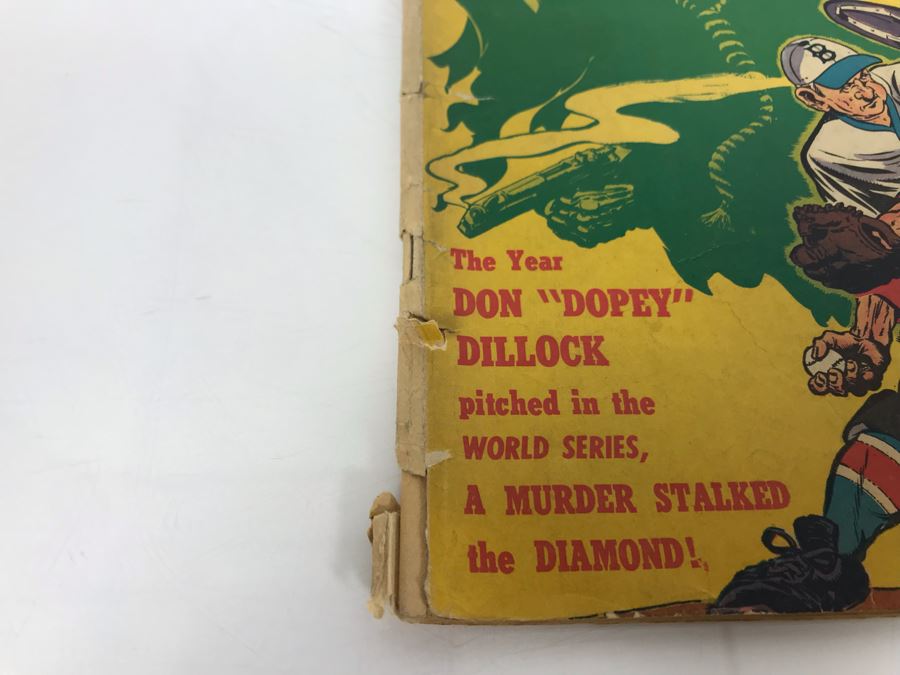 The Year
DON "DOPEY"
DILLOCK
pitched in the
WORLD SERIES,
A MURDER STALKED
the DIAMOND!